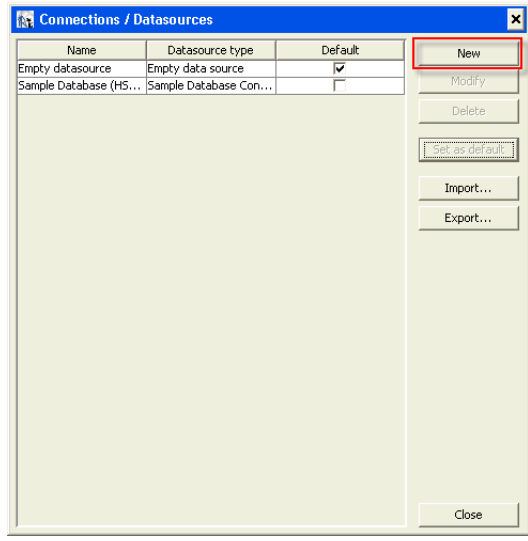 Connections / Datasources
Name Datasource type Default
Empty datasource Empty data source
Sample Database (HS... Sample Database Con...
New
Modify
Delete
Set as default
Import...
Export...
Close